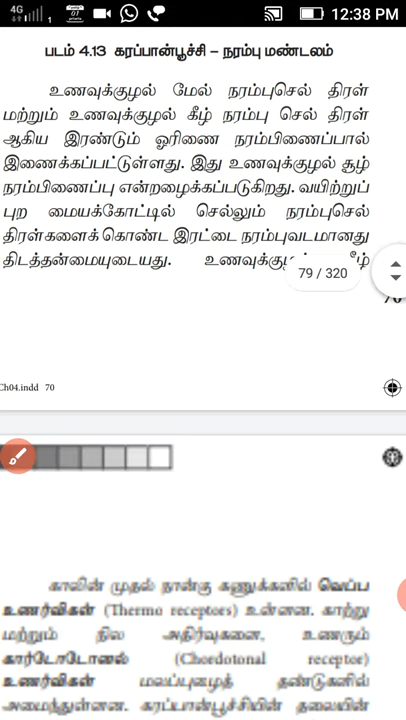 4G
1
12:38 PM
படம் 4.13 கரப்பான்பூச்சி – நரம்பு மண்டலம்
உணவுக்குழல் மேல் நரம்புசெல் திரள்
மற்றும் உணவுக்குழல் கீழ் நரம்பு செல் திரள்
ஆகிய இரண்டும் ஓரிணை நரம்பிணைப்பால்
இணைக்கப்பட்டுள்ளது. இது உணவுக்குழல் சூழ்
நரம்பிணைப்பு என்றழைக்கப்படுகிறது. வயிற்றுப்
புற மையக்கோட்டில் செல்லும் நரம்புசெல்
திரள்களைக் கொண்ட இரட்டை நரம்புவடமானது
திடத்தன்மையுடையது.
79 / 320
Ch04.indd 70
காலின் முதல் நான்கு கணுக்களில் வெப்ப
உணர்விகள் (Thermo receptors) உள்ளன. காற்று
மற்றும் நில அதிர்வுகளை, உணரும்
கார்டோடோனல் (Chordotonal receptor)
உணர்விகள் மலப்புழைத் தண்டுகளில்
அமைந்துள்ளன. கரப்பான்பூச்சியின் தலையின்